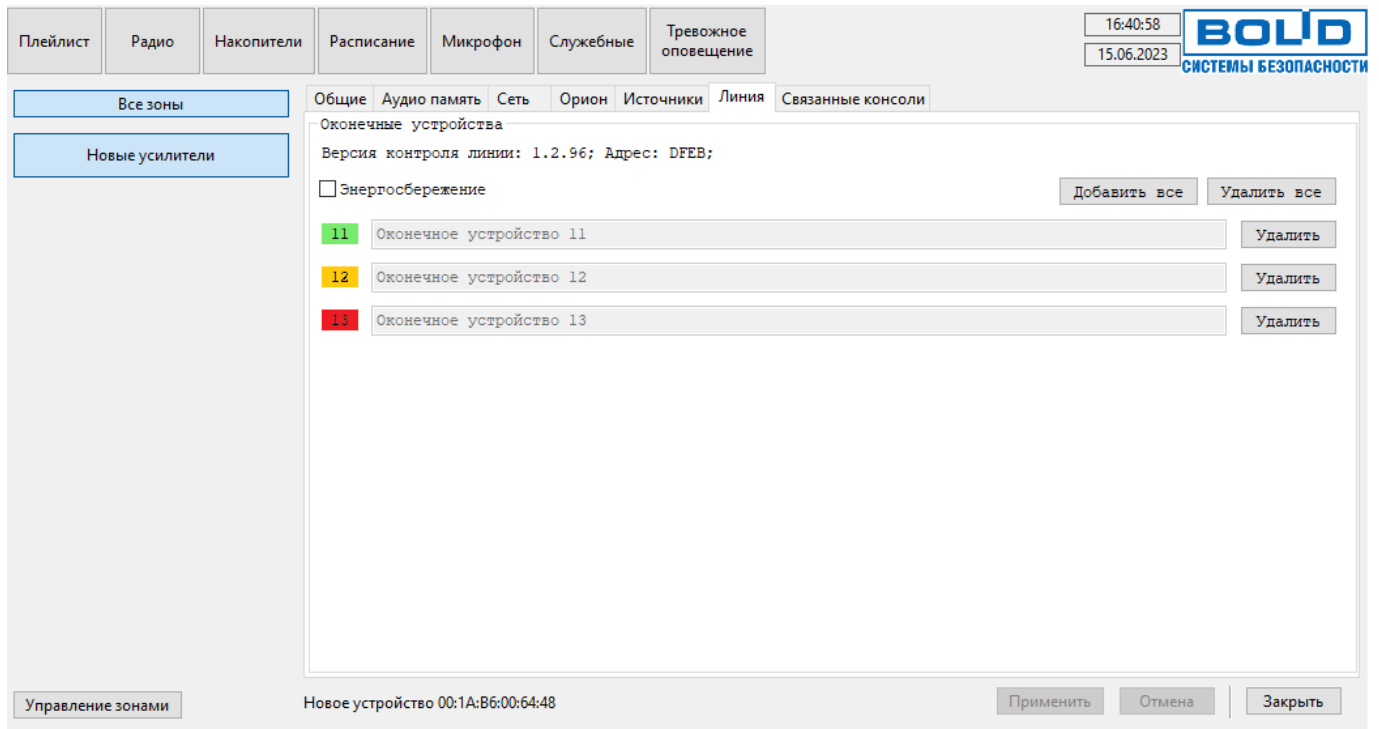 Плейлист
Радио
Накопители
Расписание
Микрофон
Служебные
Тревожное
оповещение
16:40:58
15.06.2023
BOLID
СИСТЕМЫ БЕЗОПАСНОСТИ
Все зоны
Новые усилители
Общие Аудио память Сеть Орион Источники Линия Связанные консоли
Оконечные устройства
Версия контроля линии: 1.2.96; Адрес: DFEB;
Энергосбережение
Добавить все
Удалить все
11 Оконечное устройство 11 Удалить
12 Оконечное устройство 12 Удалить
13 Оконечное устройство 13 Удалить
Управление зонами
Новое устройство 00:1A:B6:00:64:48
Применить
Отмена
Закрыть